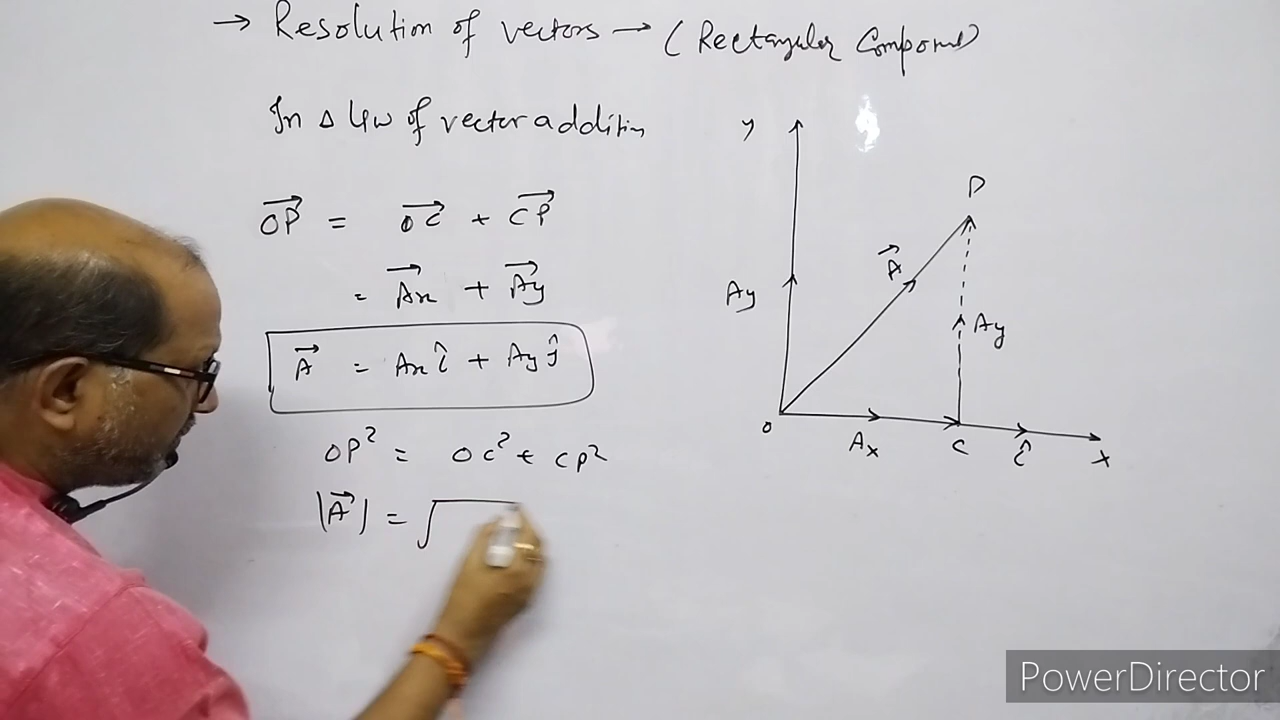 → Resolution of vectors → (Rectangular Component)
In Δ law of vector addition
OP = OC + CP
= Ax + Ay
A = Ax î + Ay ĵ
OP² = OC² + CP²
|A| = √
y
P
A
Ay
Ay
O
Ax
C
î
X
PowerDirector